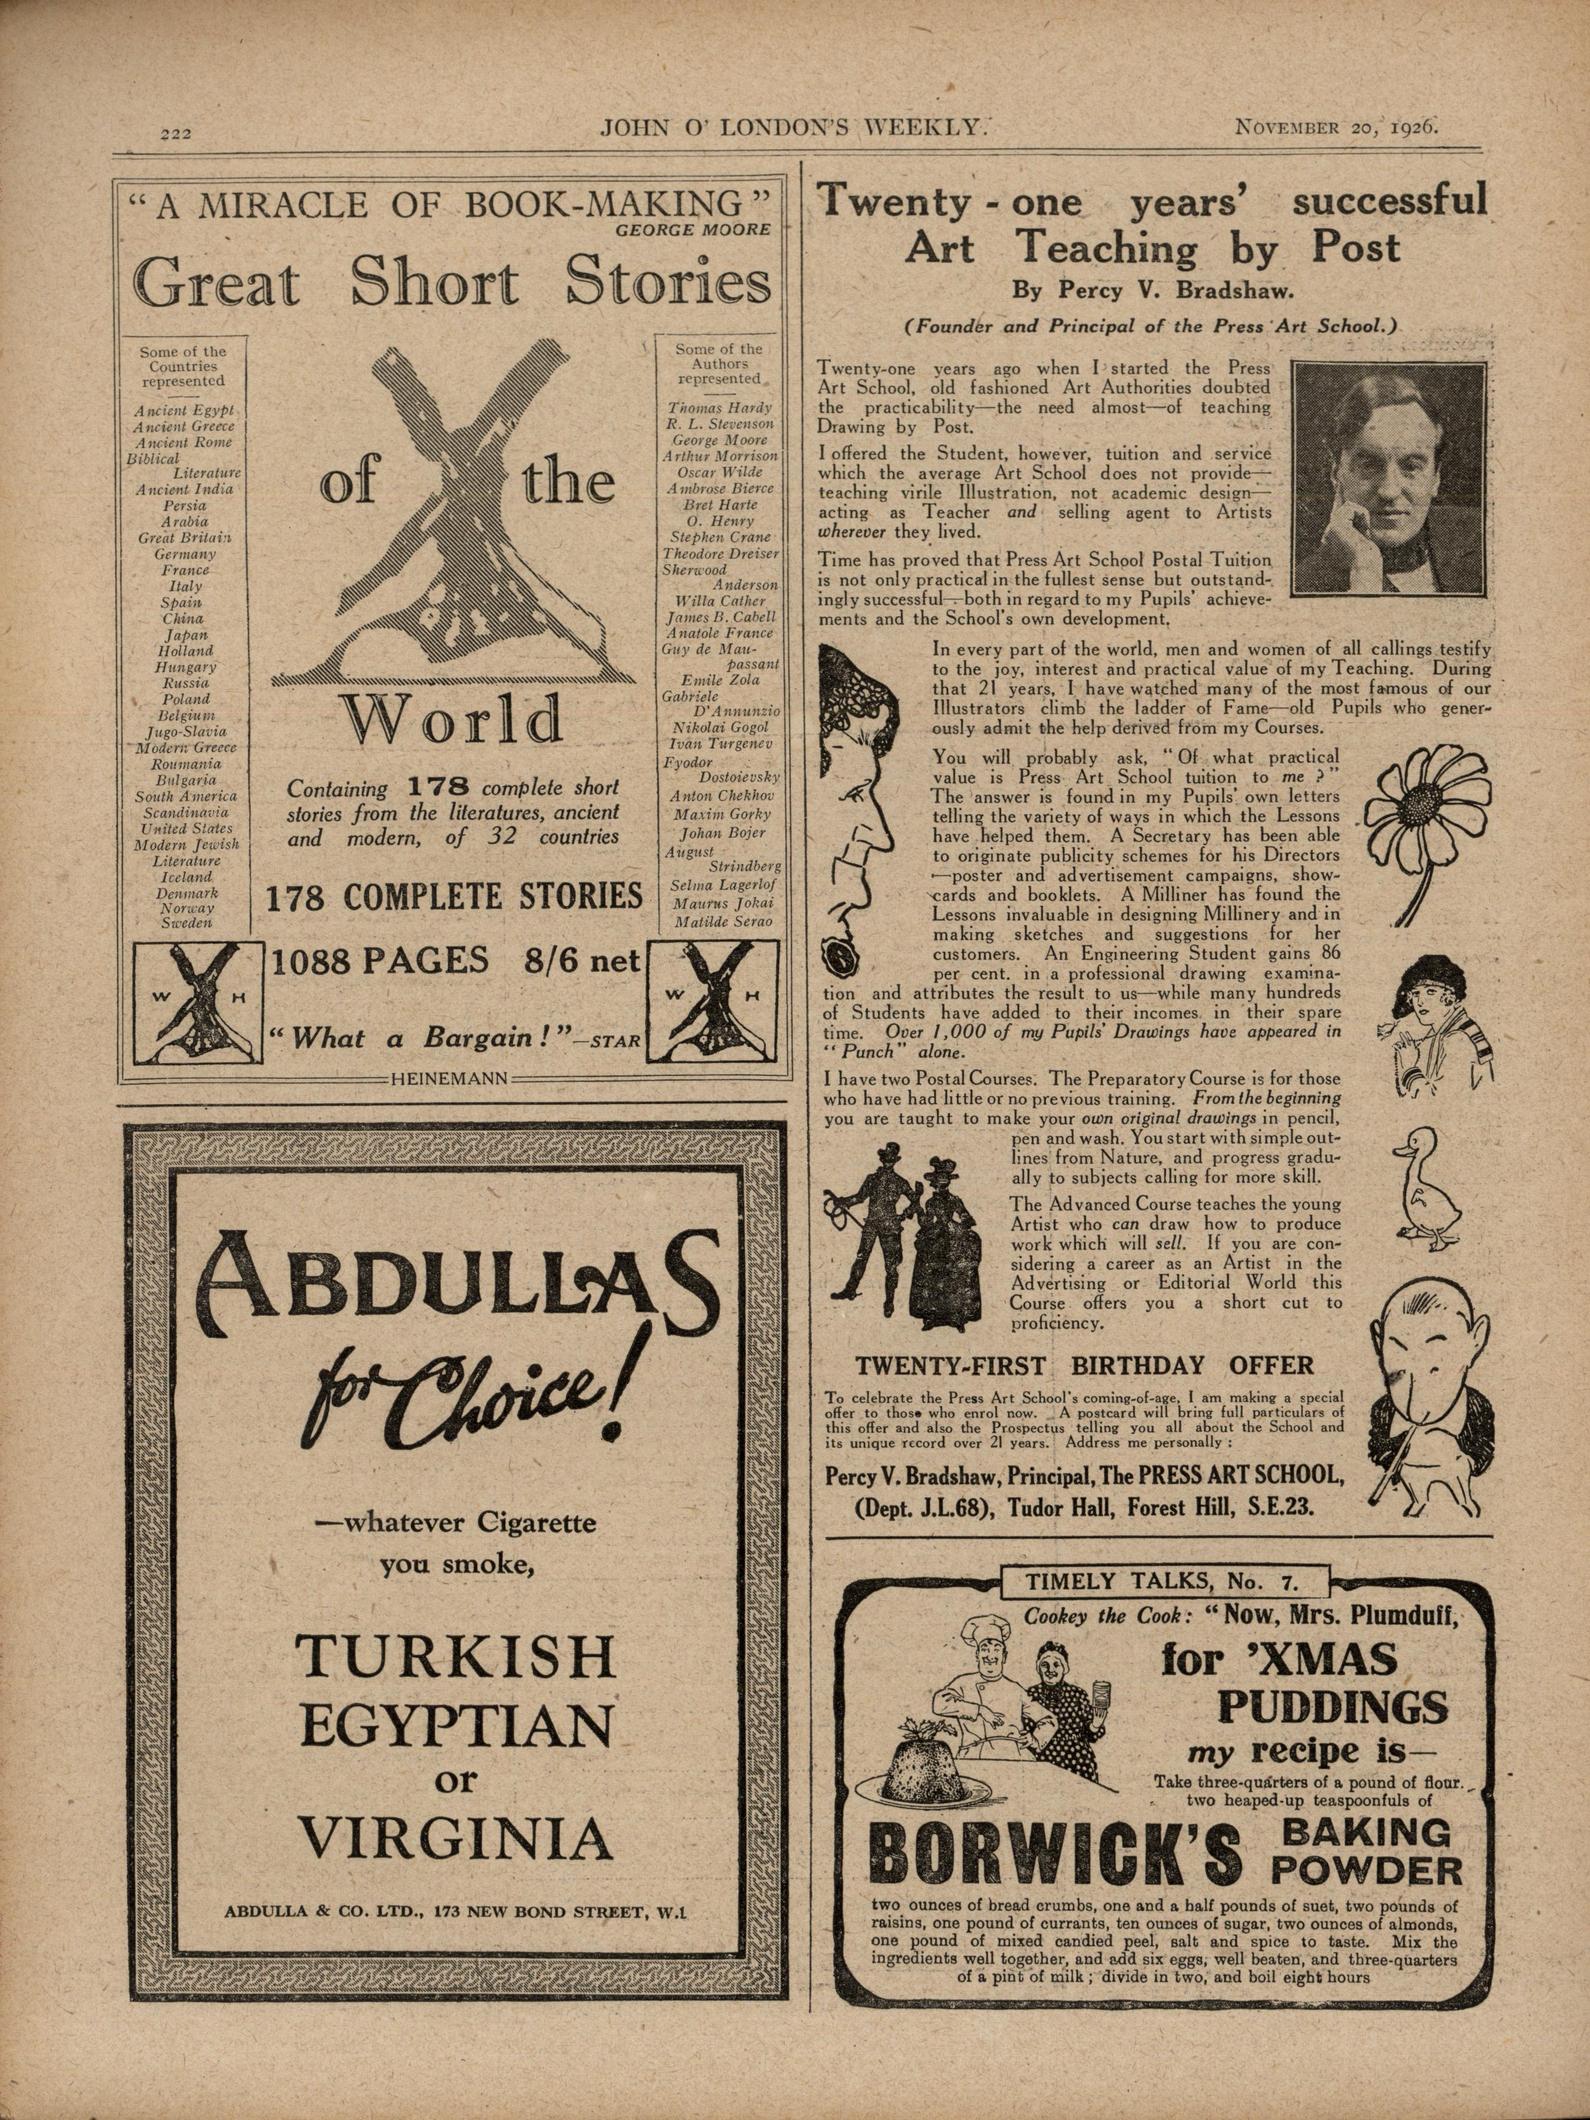 222
JOHN O' LONDON'S WEEKLY.
NOVEMBER 20, 1926.
“A MIRACLE OF BOOK-MAKING”
GEORGE MOORE
Great Short Stories
Some of the
Countries
represented
Ancient Egypt
Ancient Greece
Ancient Rome
Biblical
Literature
Ancient India
Persia
Arabia
Great Britain
Germany
France
Italy
Spain
China
Japan
Holland
Hungary
Russia
Poland
Belgium
Jugo-Slavia
Modern Greece
Roumania
Bulgaria
South America
Scandinavia
United States
Modern Jewish
Literature
Iceland
Denmark
Norway
Sweden
of the
World
Containing 178 complete short
stories from the literatures, ancient
and modern, of 32 countries
178 COMPLETE STORIES
Some of the
Authors
represented
Thomas Hardy
R. L. Stevenson
George Moore
Arthur Morrison
Oscar Wilde
Ambrose Bierce
Bret Harte
O. Henry
Stephen Crane
Theodore Dreiser
Sherwood
Anderson
Willa Cather
James B. Cabell
Anatole France
Guy de Mau-
passant
Emile Zola
Gabriele
D'Annunzio
Nikolai Gogol
Ivan Turgenev
Fyodor
Dostoievsky
Anton Chekhov
Maxim Gorky
Johan Bojer
August
Strindberg
Selma Lagerlof
Maurus Jokai
Matilde Serao
W H
1088 PAGES 8/6 net
“What a Bargain!”—STAR
W H
HEINEMANN
ABDULLAS
for Choice!
—whatever Cigarette
you smoke,
TURKISH
EGYPTIAN
or
VIRGINIA
ABDULLA & CO. LTD., 173 NEW BOND STREET, W.1
Twenty-one years' successful
Art Teaching by Post
By Percy V. Bradshaw.
(Founder and Principal of the Press Art School.)
Twenty-one years ago when I started the Press
Art School, old fashioned Art Authorities doubted
the practicability—the need almost—of teaching
Drawing by Post.
I offered the Student, however, tuition and service
which the average Art School does not provide—
teaching virile Illustration, not academic design—
acting as Teacher and selling agent to Artists
wherever they lived.
Time has proved that Press Art School Postal Tuition
is not only practical in the fullest sense but outstand-
ingly successful—both in regard to my Pupils' achieve-
ments and the School's own development.
In every part of the world, men and women of all callings testify
to the joy, interest and practical value of my Teaching. During
that 21 years, I have watched many of the most famous of our
Illustrators climb the ladder of Fame—old Pupils who gener-
ously admit the help derived from my Courses.
You will probably ask, “Of what practical
value is Press Art School tuition to me ?”
The answer is found in my Pupils' own letters
telling the variety of ways in which the Lessons
have helped them. A Secretary has been able
to originate publicity schemes for his Directors
—poster and advertisement campaigns, show-
cards and booklets. A Milliner has found the
Lessons invaluable in designing Millinery and in
making sketches and suggestions for her
customers. An Engineering Student gains 86
per cent. in a professional drawing examina-
tion and attributes the result to us—while many hundreds
of Students have added to their incomes in their spare
time. Over 1,000 of my Pupils' Drawings have appeared in
“Punch” alone.
I have two Postal Courses. The Preparatory Course is for those
who have had little or no previous training. From the beginning
you are taught to make your own original drawings in pencil,
pen and wash. You start with simple out-
lines from Nature, and progress gradu-
ally to subjects calling for more skill.
The Advanced Course teaches the young
Artist who can draw how to produce
work which will sell. If you are con-
sidering a career as an Artist in the
Advertising or Editorial World this
Course offers you a short cut to
proficiency.
TWENTY-FIRST BIRTHDAY OFFER
To celebrate the Press Art School's coming-of-age, I am making a special
offer to those who enrol now. A postcard will bring full particulars of
this offer and also the Prospectus telling you all about the School and
its unique record over 21 years. Address me personally :
Percy V. Bradshaw, Principal, The PRESS ART SCHOOL,
(Dept. J.L.68), Tudor Hall, Forest Hill, S.E.23.
TIMELY TALKS, No. 7.
Cookey the Cook: “Now, Mrs. Plumduff,
for 'XMAS
PUDDINGS
my recipe is—
Take three-quarters of a pound of flour.
two heaped-up teaspoonfuls of
BORWICK'S BAKING
POWDER
two ounces of bread crumbs, one and a half pounds of suet, two pounds of
raisins, one pound of currants, ten ounces of sugar, two ounces of almonds,
one pound of mixed candied peel, salt and spice to taste. Mix the
ingredients well together, and add six eggs, well beaten, and three-quarters
of a pint of milk ; divide in two, and boil eight hours